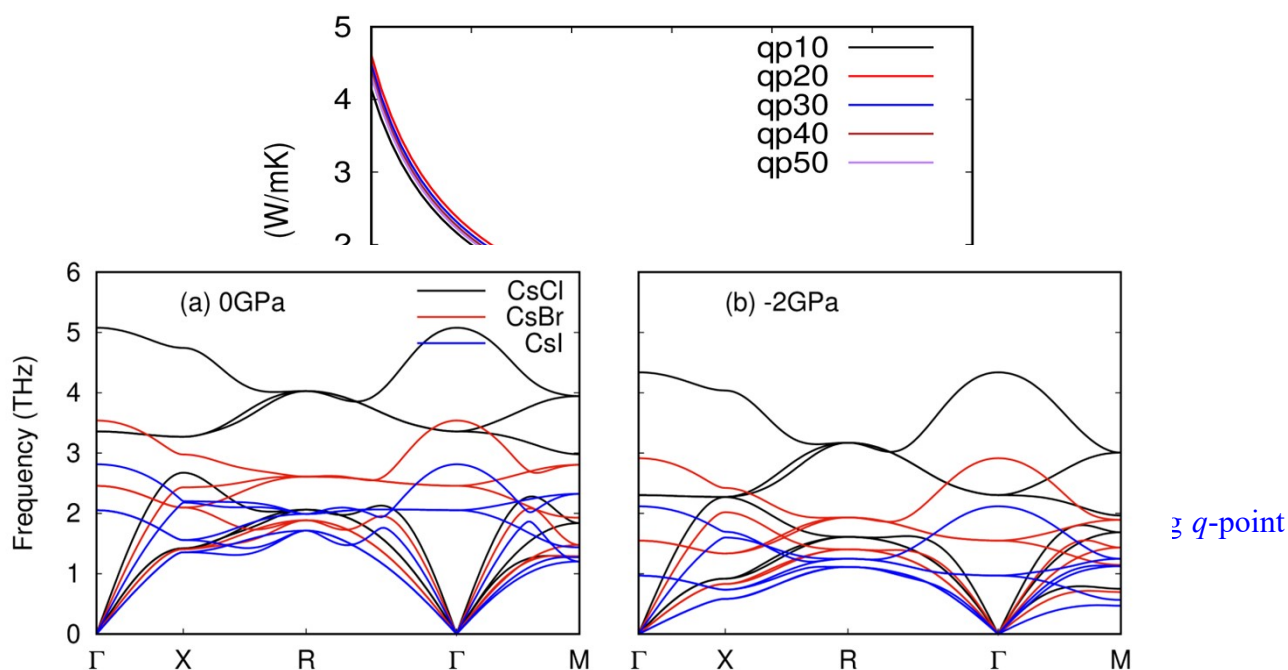 5
4
3
(W/mK)
qp10
qp20
qp30
qp40
qp50
6
5
4
3
2
1
0
Frequency (THz)
(a) 0GPa
CsCl
CsBr
CsI
Γ X R Γ M
(b) -2GPa
Γ X R Γ M
q-point